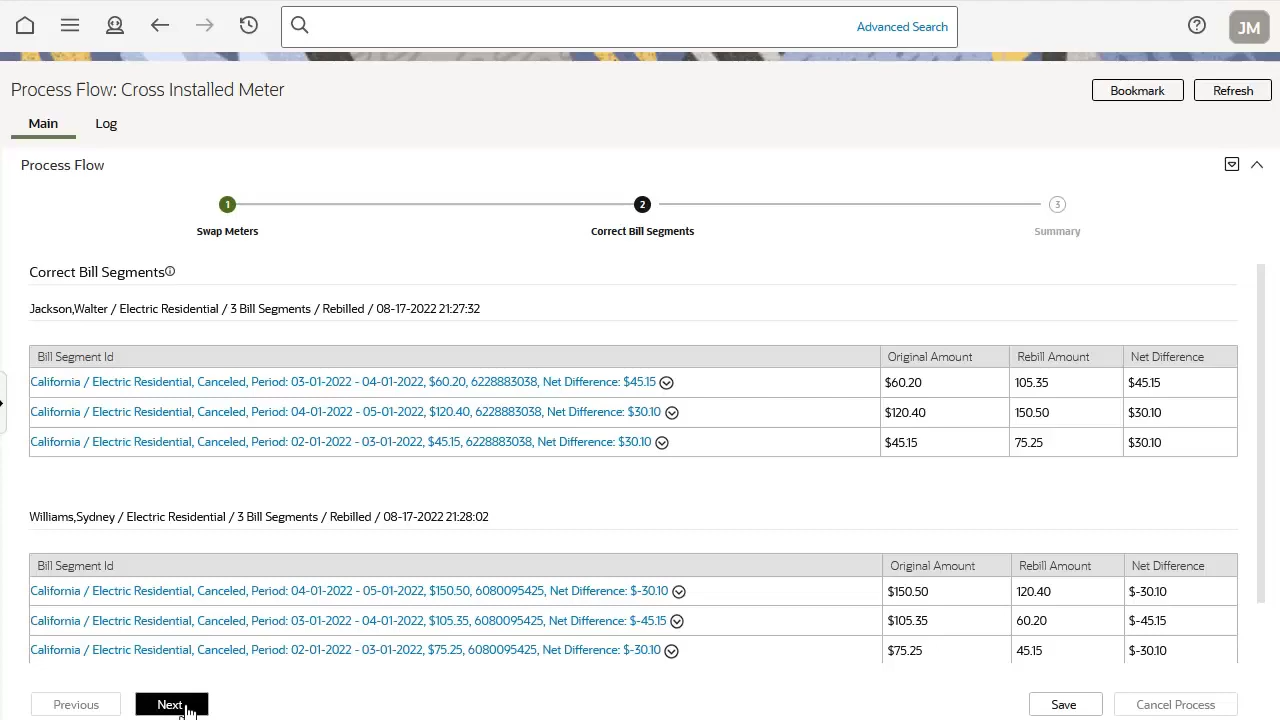 Advanced Search
JM
Process Flow: Cross Installed Meter
Bookmark
Refresh
Main
Log
Process Flow
1
2
3
Swap Meters
Correct Bill Segments
Summary
Correct Bill Segments
Jackson,Walter / Electric Residential / 3 Bill Segments / Rebilled / 08-17-2022 21:27:32
Bill Segment Id Original Amount Rebill Amount Net Difference
California / Electric Residential, Canceled, Period: 03-01-2022 - 04-01-2022, $60.20, 6228883038, Net Difference: $45.15 $60.20 105.35 $45.15
California / Electric Residential, Canceled, Period: 04-01-2022 - 05-01-2022, $120.40, 6228883038, Net Difference: $30.10 $120.40 150.50 $30.10
California / Electric Residential, Canceled, Period: 02-01-2022 - 03-01-2022, $45.15, 6228883038, Net Difference: $30.10 $45.15 75.25 $30.10
Williams,Sydney / Electric Residential / 3 Bill Segments / Rebilled / 08-17-2022 21:28:02
Bill Segment Id Original Amount Rebill Amount Net Difference
California / Electric Residential, Canceled, Period: 04-01-2022 - 05-01-2022, $150.50, 6080095425, Net Difference: $-30.10 $150.50 120.40 $-30.10
California / Electric Residential, Canceled, Period: 03-01-2022 - 04-01-2022, $105.35, 6080095425, Net Difference: $-45.15 $105.35 60.20 $-45.15
California / Electric Residential, Canceled, Period: 02-01-2022 - 03-01-2022, $75.25, 6080095425, Net Difference: $-30.10 $75.25 45.15 $-30.10
Previous
Next
Save
Cancel Process